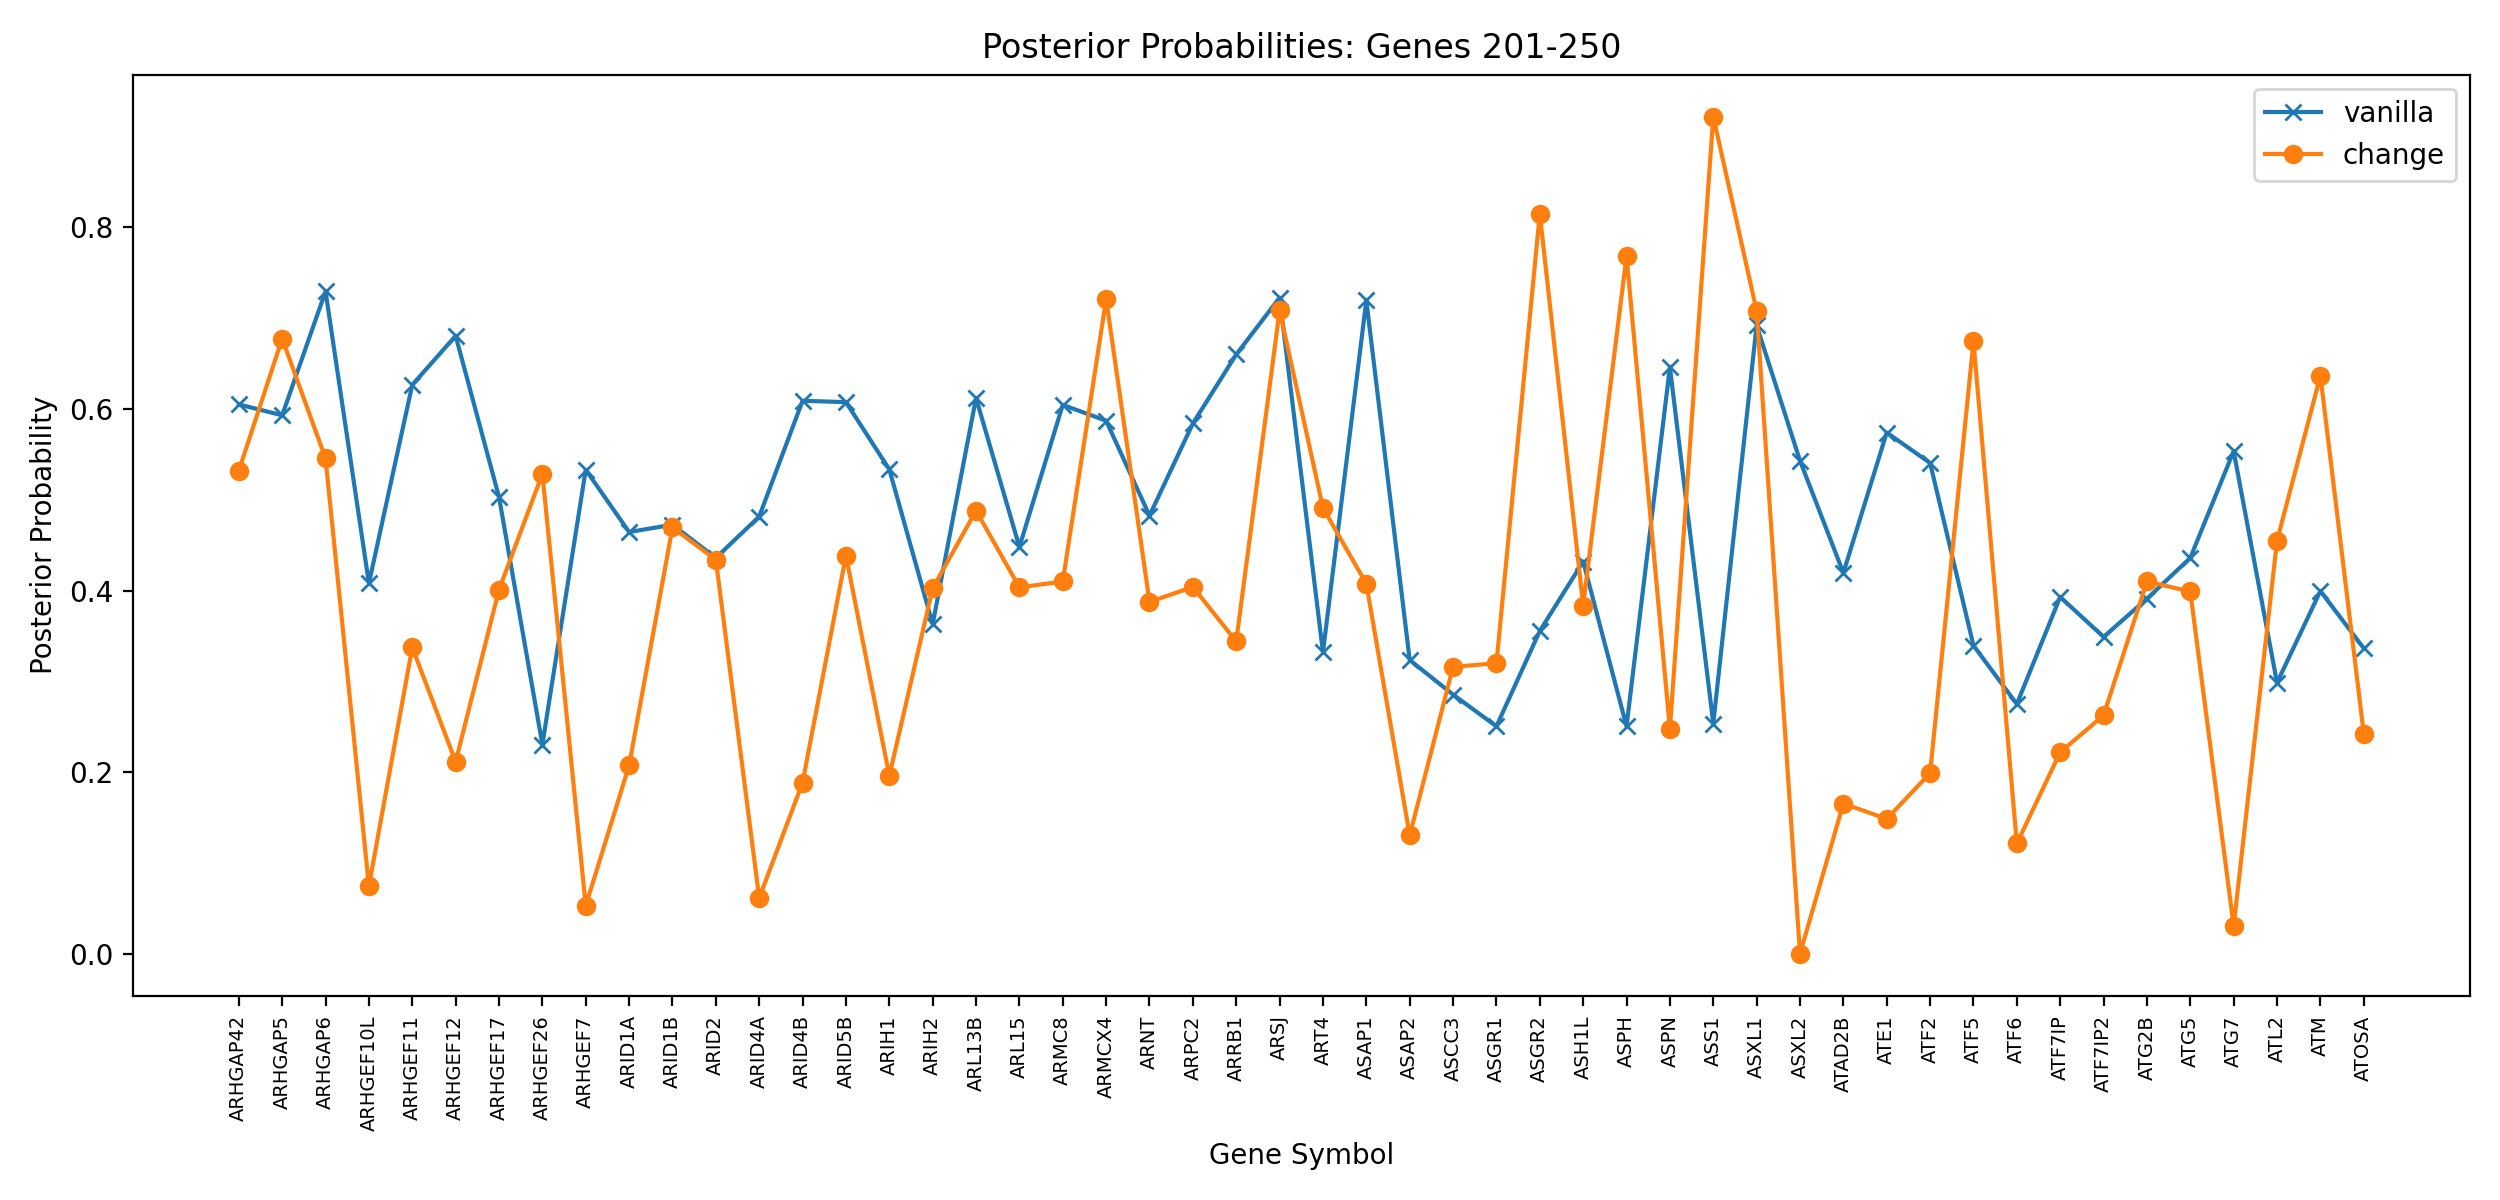 Posterior Probabilities: Genes 201-250
vanilla
change
Posterior Probability
0.8
0.6
0.4
0.2
0.0
ARHGAP42
ARHGAP5
ARHGAP6
ARHGEF10L
ARHGEF11
ARHGEF12
ARHGEF17
ARHGEF26
ARHGEF7
ARID1A
ARID1B
ARID2
ARID4A
ARID4B
ARID5B
ARIH1
ARIH2
ARL13B
ARL15
ARMC8
ARMCX4
ARNT
ARPC2
ARRB1
ARSJ
ART4
ASAP1
ASAP2
ASCC3
ASGR1
ASGR2
ASH1L
ASPH
ASPN
ASS1
ASXL1
ASXL2
ATAD2B
ATE1
ATF2
ATF5
ATF6
ATF7IP
ATF7IP2
ATG2B
ATG5
ATG7
ATL2
ATM
ATOSA
Gene Symbol